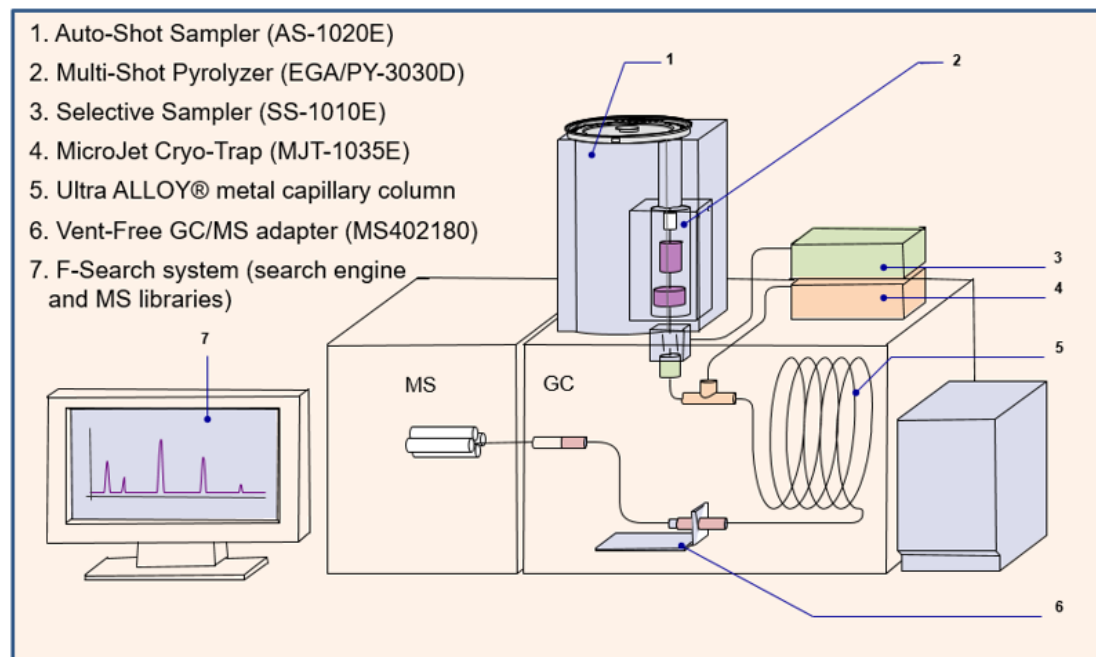 1. Auto-Shot Sampler (AS-1020E)
2. Multi-Shot Pyrolyzer (EGA/PY-3030D)
3. Selective Sampler (SS-1010E)
4. MicroJet Cryo-Trap (MJT-1035E)
5. Ultra ALLOY® metal capillary column
6. Vent-Free GC/MS adapter (MS402180)
7. F-Search system (search engine
and MS libraries)
1
2
3
4
5
6
7
MS
GC